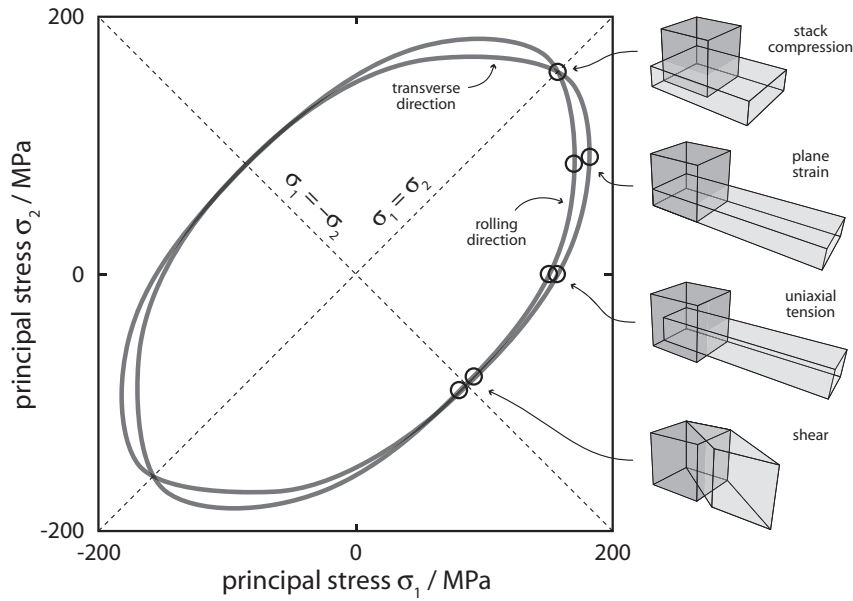 200
stack
compression
transverse
direction
plane
strain
principal stress σ2 / MPa
σ1 = -σ2
σ1 = σ2
rolling
direction
0
uniaxial
tension
shear
-200
-200
0
200
principal stress σ1 / MPa